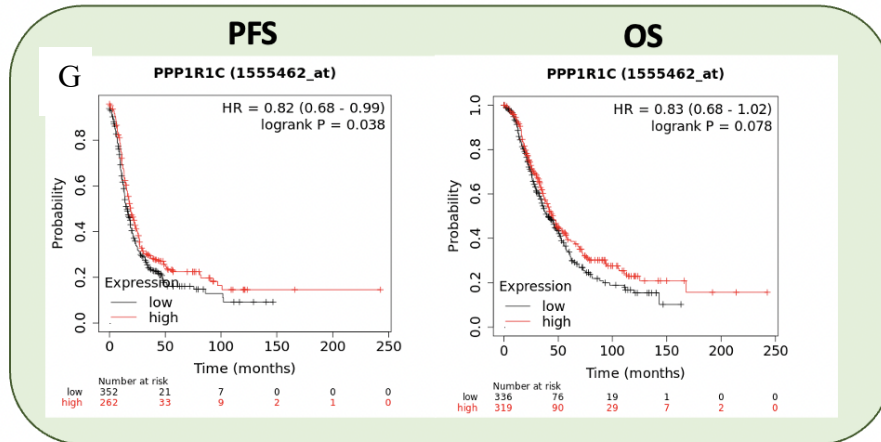 PFS
OS
G
PPP1R1C (1555462_at)
HR = 0.82 (0.68 - 0.99)
logrank P = 0.038
Probability
0.0 0.2 0.4 0.6 0.8
Expression
low
high
0 50 100 150 200 250
Time (months)
Number at risk
low 352 21 7 0 0 0
high 262 33 9 2 1 0
PPP1R1C (1555462_at)
HR = 0.83 (0.68 - 1.02)
logrank P = 0.078
Probability
0.0 0.2 0.4 0.6 0.8 1.0
Expression
low
high
0 50 100 150 200 250
Time (months)
Number at risk
low 336 76 19 1 0 0
high 319 90 29 7 2 0